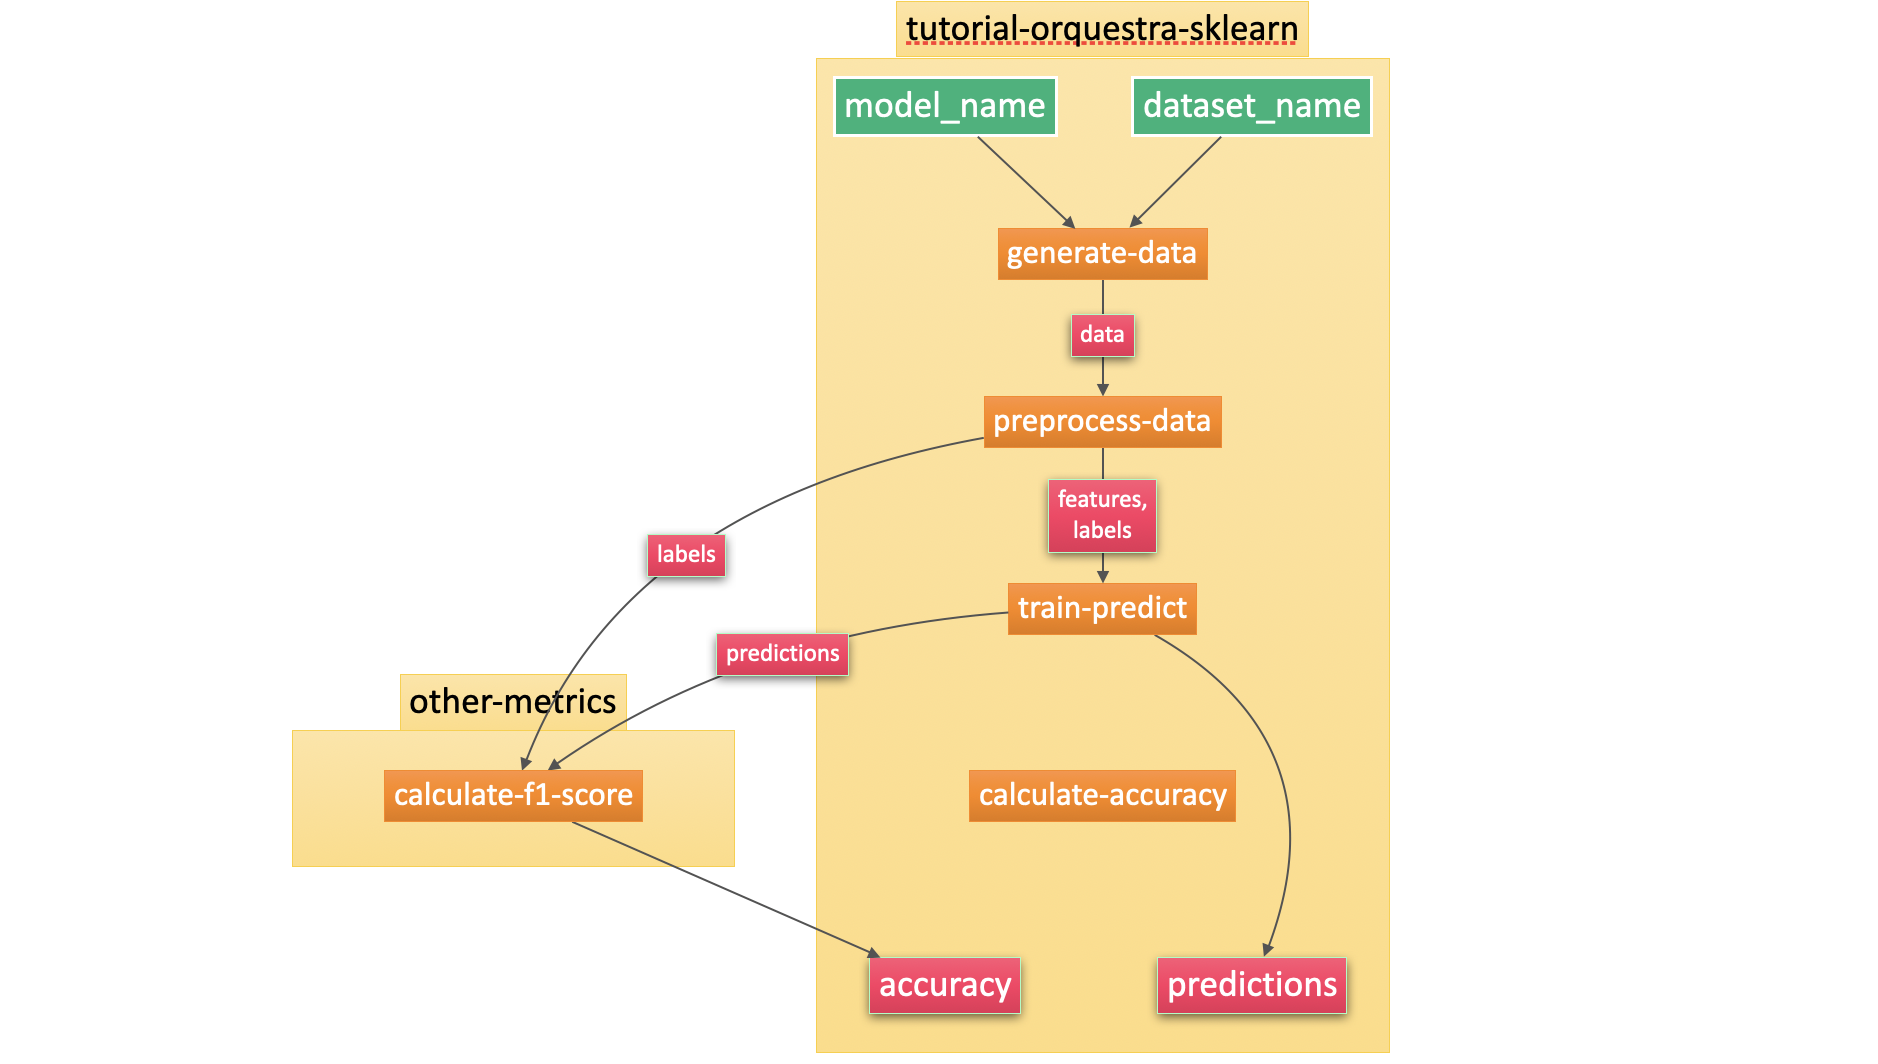 tutorial-orquestra-sklearn
model_name
dataset_name
generate-data
data
preprocess-data
features,
labels
labels
train-predict
predictions
other-metrics
calculate-f1-score
calculate-accuracy
accuracy
predictions